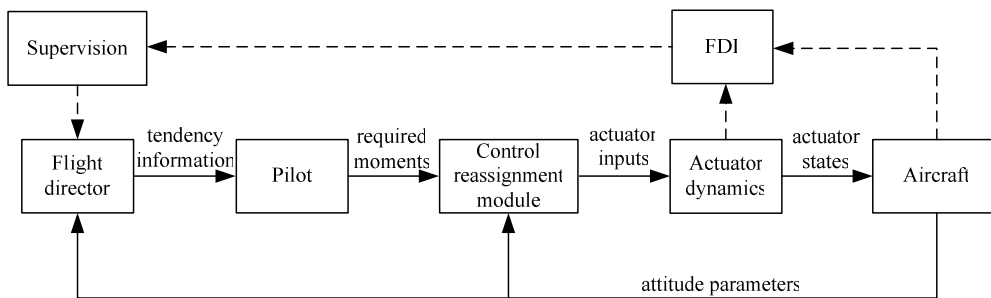 Supervision
FDI
tendency
information
required
moments
actuator
inputs
actuator
states
Flight
director
Pilot
Control
reassignment
module
Actuator
dynamics
Aircraft
attitude parameters